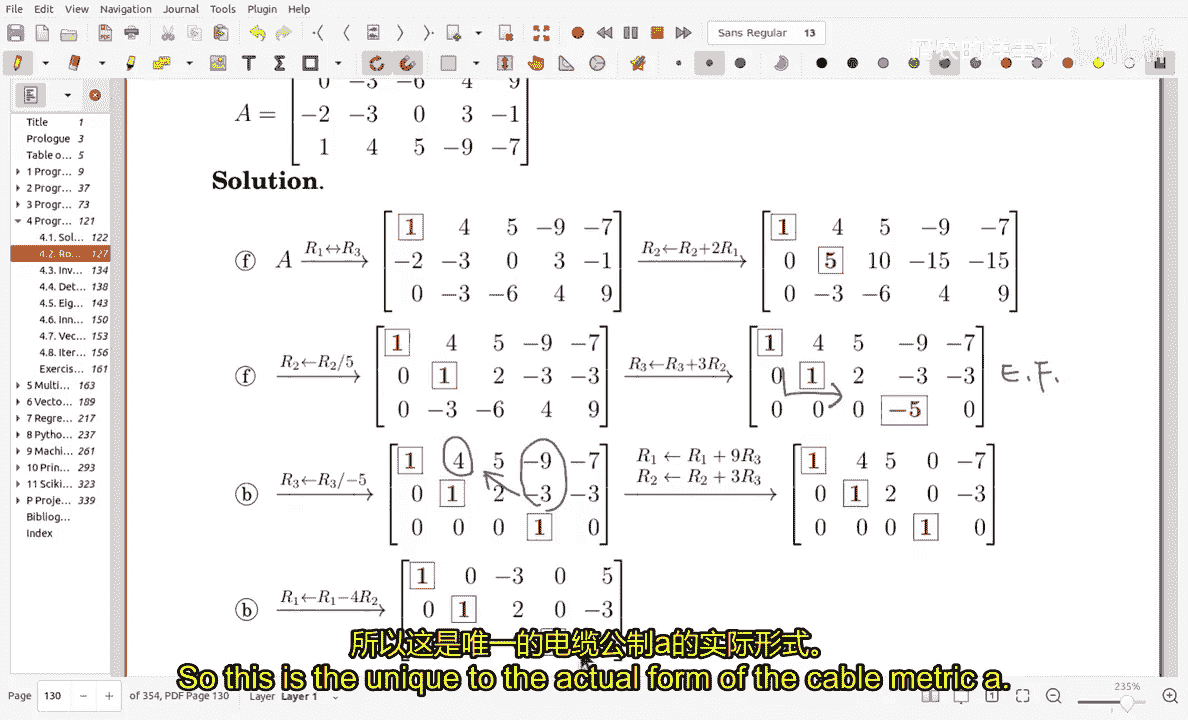 File Edit View Navigation Journal Tools Plugin Help
Sans Regular 13
Title 1
Prologue 3
Table o... 5
1 Progr... 9
2 Progr... 37
3 Progr... 73
4 Progr... 121
4.1. Sol... 122
4.2. Ro... 127
4.3. Inv... 134
4.4. Det... 138
4.5. Eig... 143
4.6. Inn... 150
4.7. Vec... 153
4.8. Iter... 156
Exercis... 161
5 Multi... 163
6 Vecto... 189
7 Regre... 217
8 Pytho... 237
9 Machi... 261
10 Prin... 293
11 Sciki... 323
P Proje... 339
Bibliog...
Index
0 −3 −6 4 9
A = −2 −3 0 3 −1
1 4 5 −9 −7
Solution.
1 4 5 −9 −7 1 4 5 −9 −7
ⓕ A R1↔R3 −2 −3 0 3 −1 R2←R2+2R1 0 5 10 −15 −15
0 −3 −6 4 9 0 −3 −6 4 9
1 4 5 −9 −7 1 4 5 −9 −7
ⓕ R2←R2/5 0 1 2 −3 −3 R3←R3+3R2 0 1 2 −3 −3 E.F.
0 −3 −6 4 9 0 0 0 −5 0
1 4 5 −9 −7 R1 ← R1 + 9R3 1 4 5 0 −7
ⓑ R3←R3/−5 0 1 2 −3 −3 R2 ← R2 + 3R3 0 1 2 0 −3
0 0 0 1 0 0 0 0 1 0
1 0 −3 0 5
ⓑ R1←R1−4R2 0 1 2 0 −3
所以这是唯一的电缆公制a的实际形式。
So this is the unique to the actual form of the cable metric a.
Page 130 of 354, PDF Page 130 Layer Layer 1 235%